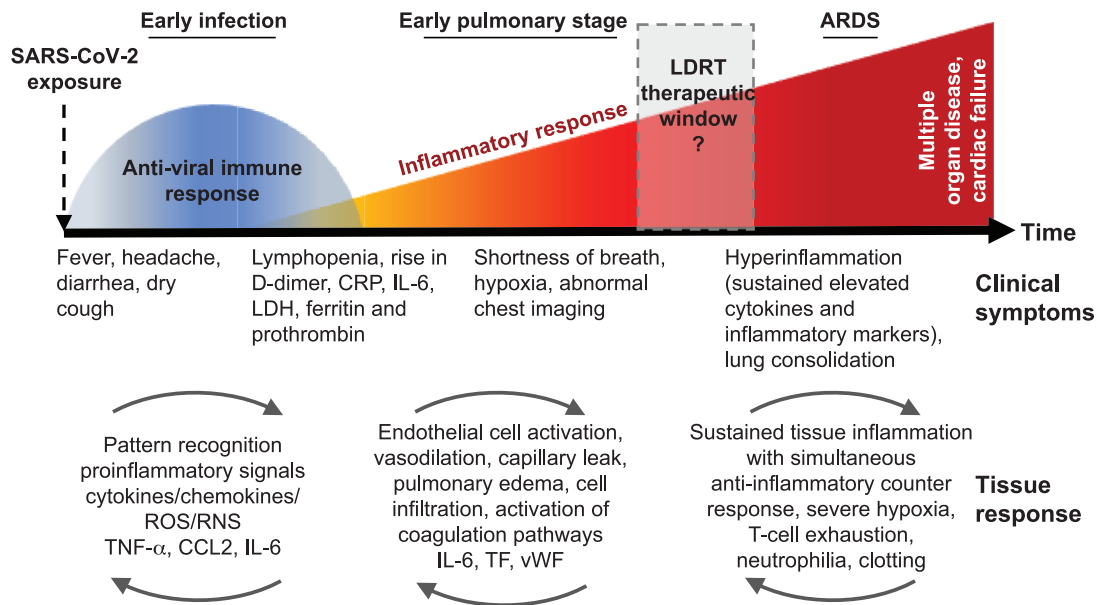 Early infection
Early pulmonary stage
ARDS
SARS-CoV-2
exposure
LDRT
therapeutic
window
?
Anti-viral immune
response
Inflammatory response
Multiple
organ disease,
cardiac failure
Time
Fever, headache,
diarrhea, dry
cough
Lymphopenia, rise in
D-dimer, CRP, IL-6,
LDH, ferritin and
prothrombin
Shortness of breath,
hypoxia, abnormal
chest imaging
Hyperinflammation
(sustained elevated
cytokines and
inflammatory markers),
lung consolidation
Clinical
symptoms
Pattern recognition
proinflammatory signals
cytokines/chemokines/
ROS/RNS
TNF-α, CCL2, IL-6
Endothelial cell activation,
vasodilation, capillary leak,
pulmonary edema, cell
infiltration, activation of
coagulation pathways
IL-6, TF, vWF
Sustained tissue inflammation
with simultaneous
anti-inflammatory counter
response, severe hypoxia,
T-cell exhaustion,
neutrophilia, clotting
Tissue
response